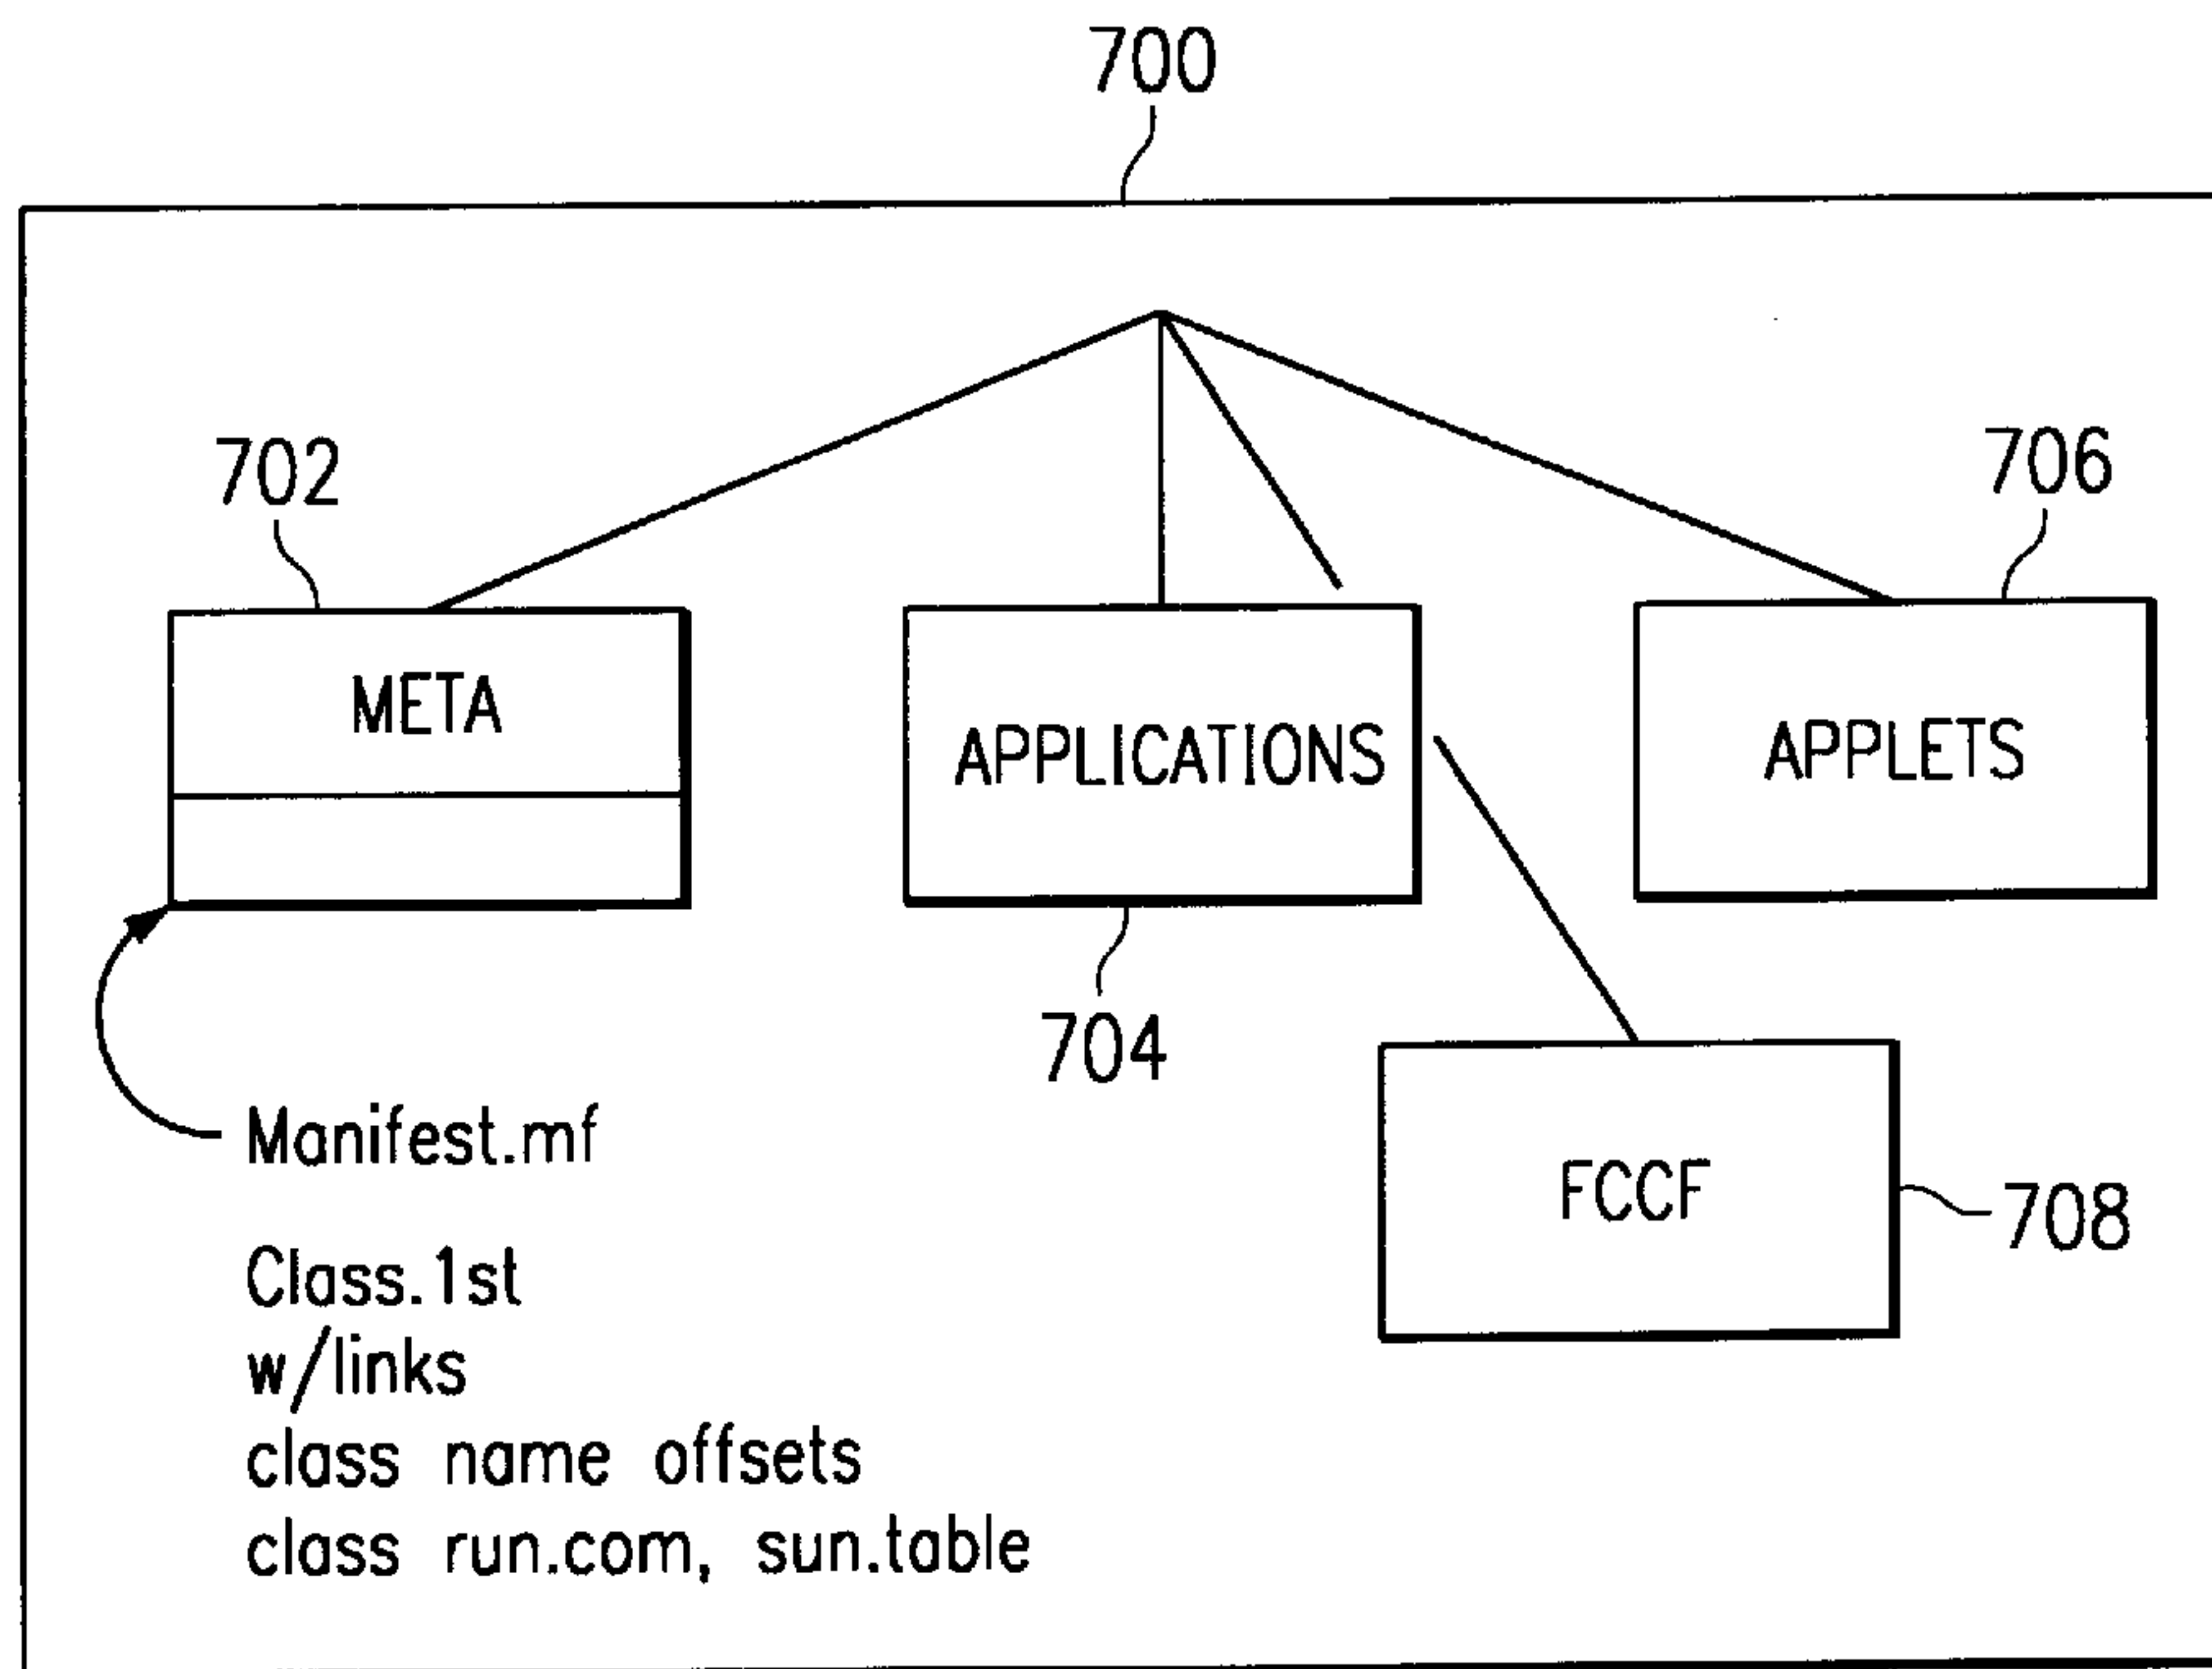 700
702
706
META
APPLICATIONS
APPLETS
704
Manifest.mf
FCCF
708
Class.1st
w/links
class name offsets
class run.com, sun.table